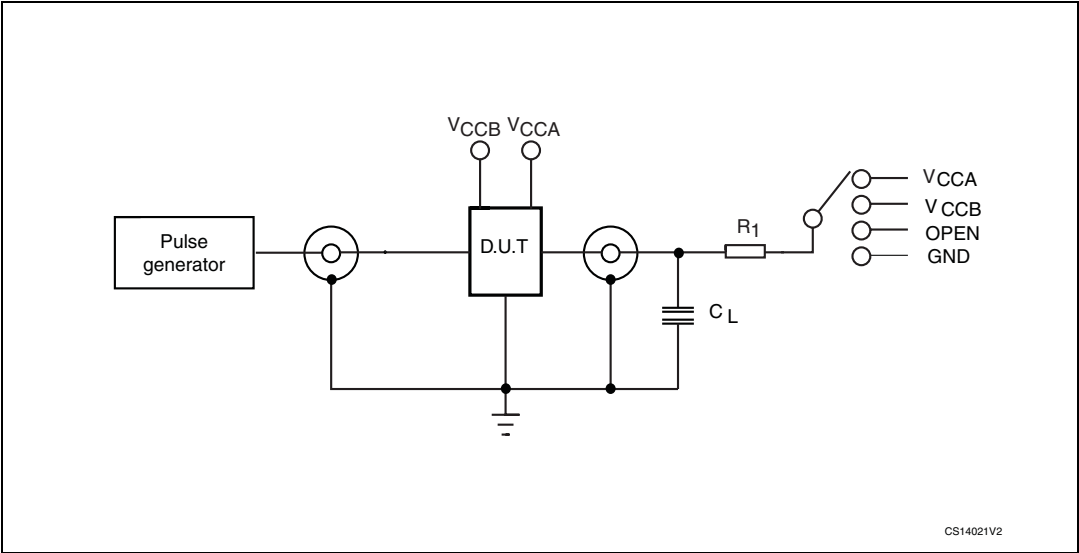 VCCB VCCA
Pulse
generator
D.U.T
R1
CL
VCCA
VCCB
OPEN
GND
CS14021V2